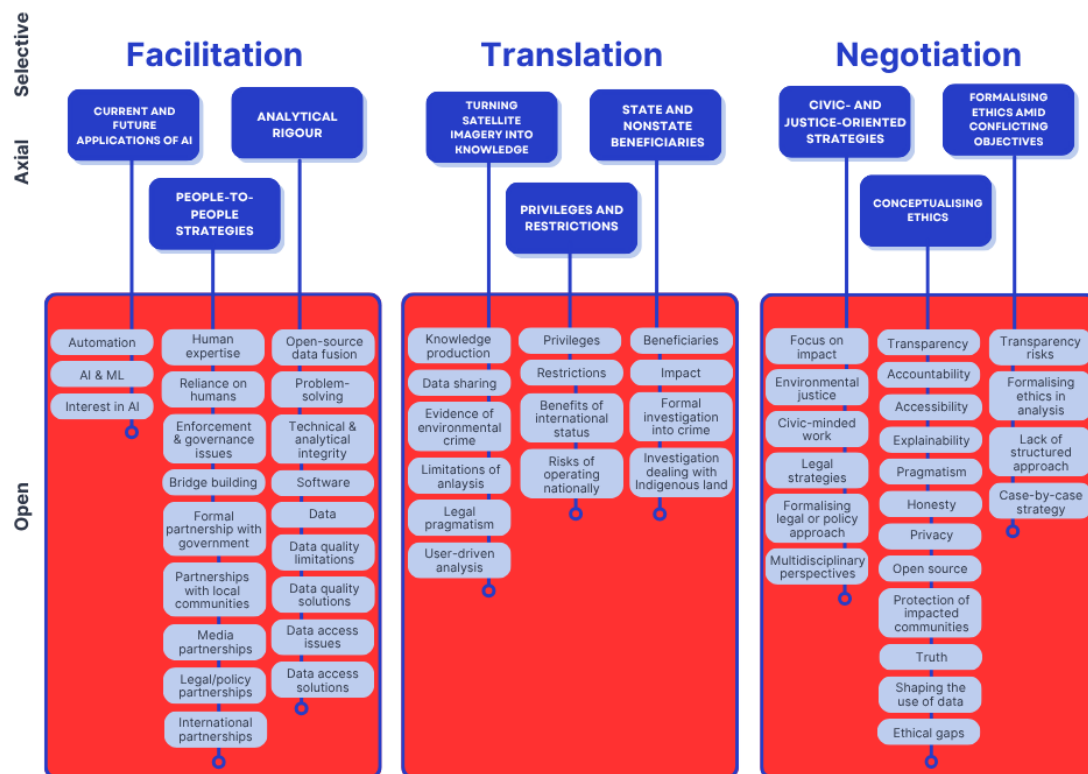 Selective
Axial
Open
Facilitation
CURRENT AND
FUTURE
APPLICATIONS OF AI
PEOPLE-TO-
PEOPLE
STRATEGIES
ANALYTICAL
RIGOUR
Automation
AI & ML
Interest in AI
Human
expertise
Reliance on
humans
Enforcement
& governance
issues
Bridge building
Formal
partnership with
government
Partnerships
with local
communities
Media
partnerships
Legal/policy
partnerships
International
partnerships
Open-source
data fusion
Problem-
solving
Technical &
analytical
integrity
Software
Data
Data quality
limitations
Data quality
solutions
Data access
issues
Data access
solutions
Translation
TURNING
SATELLITE
IMAGERY INTO
KNOWLEDGE
PRIVILEGES AND
RESTRICTIONS
STATE AND
NONSTATE
BENEFICIARIES
Knowledge
production
Data sharing
Evidence of
environmental
crime
Limitations of
anlaysis
Legal
pragmatism
User-driven
analysis
Privileges
Restrictions
Benefits of
international
status
Risks of
operating
nationally
Beneficiaries
Impact
Formal
investigation
into crime
Investigation
dealing with
Indigenous land
Negotiation
CIVIC- AND
JUSTICE-ORIENTED
STRATEGIES
CONCEPTUALISING
ETHICS
FORMALISING
ETHICS AMID
CONFLICTING
OBJECTIVES
Focus on
impact
Environmental
justice
Civic-minded
work
Legal
strategies
Formalising
legal or policy
approach
Multidisciplinary
perspectives
Transparency
Accountability
Accessibility
Explainability
Pragmatism
Honesty
Privacy
Open source
Protection of
impacted
communities
Truth
Shaping the
use of data
Ethical gaps
Transparency
risks
Formalising
ethics in
analysis
Lack of
structured
approach
Case-by-case
strategy